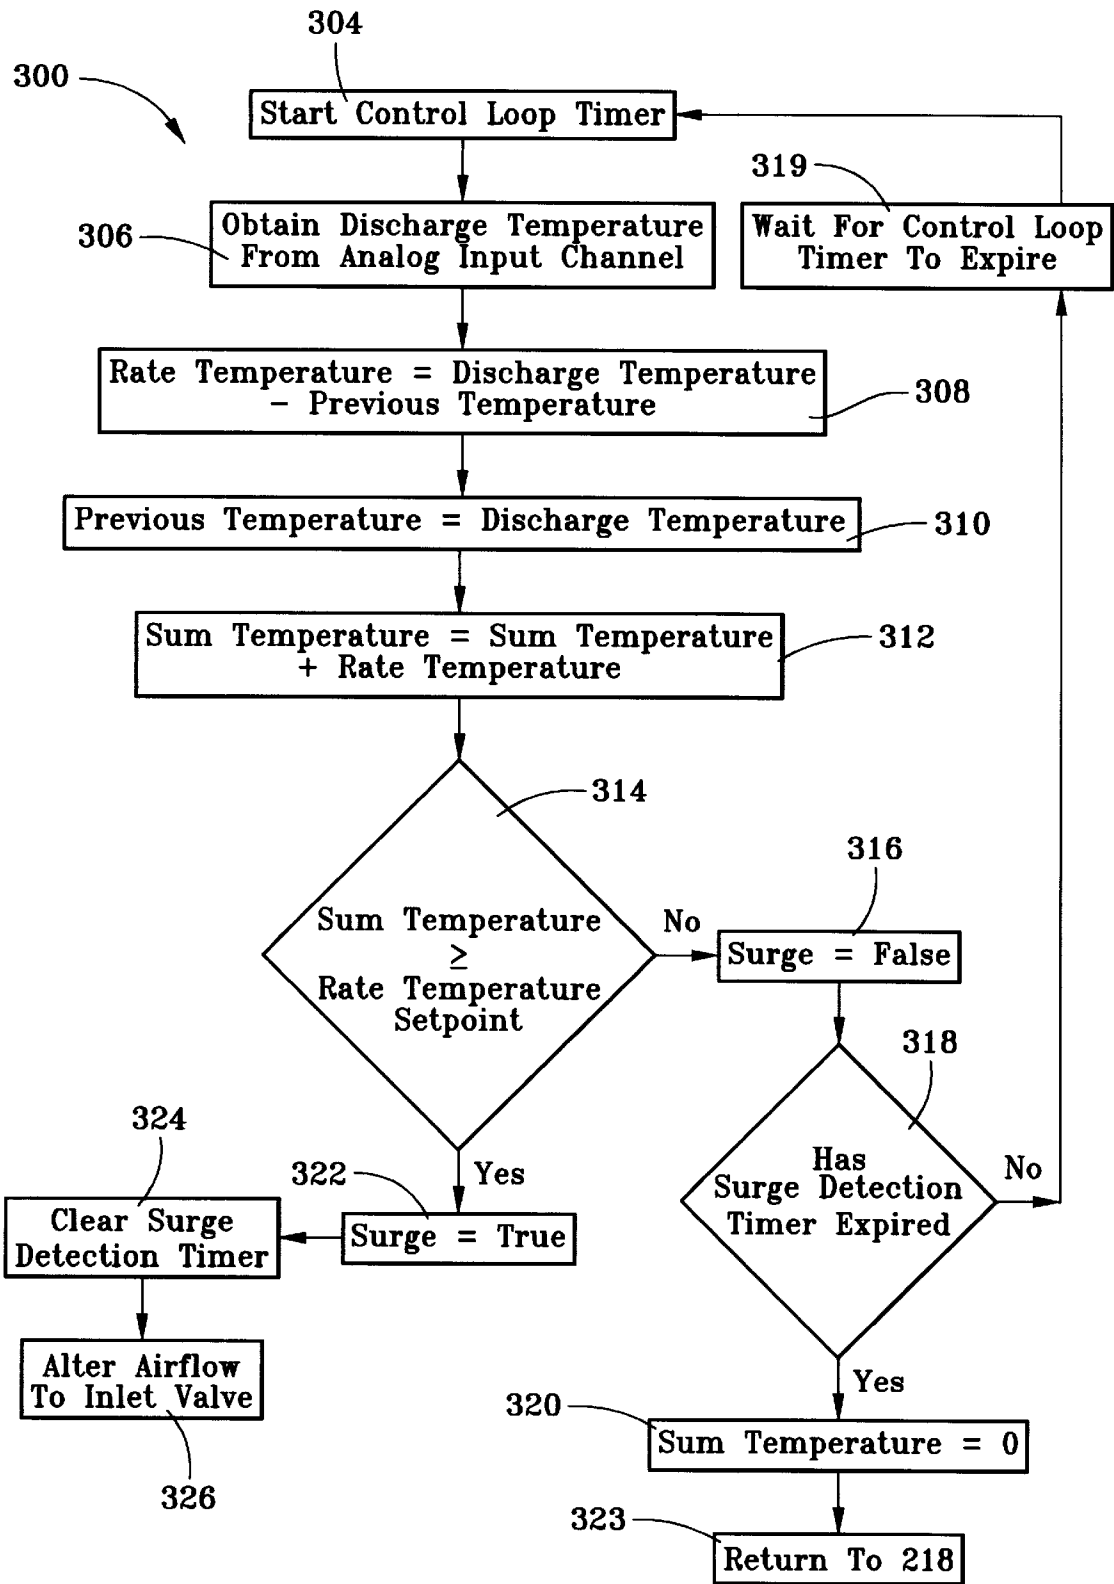 304
300
Start Control Loop Timer
319
306
Obtain Discharge Temperature
From Analog Input Channel
Wait For Control Loop
Timer To Expire
Rate Temperature = Discharge Temperature
- Previous Temperature
308
Previous Temperature = Discharge Temperature
310
Sum Temperature = Sum Temperature
+ Rate Temperature
312
314
Sum Temperature
≥
Rate Temperature
Setpoint
No
316
Surge = False
318
Has
Surge Detection
Timer Expired
No
Yes
324
322
Clear Surge
Detection Timer
Surge = True
Alter Airflow
To Inlet Valve
326
Yes
320
Sum Temperature = 0
323
Return To 218